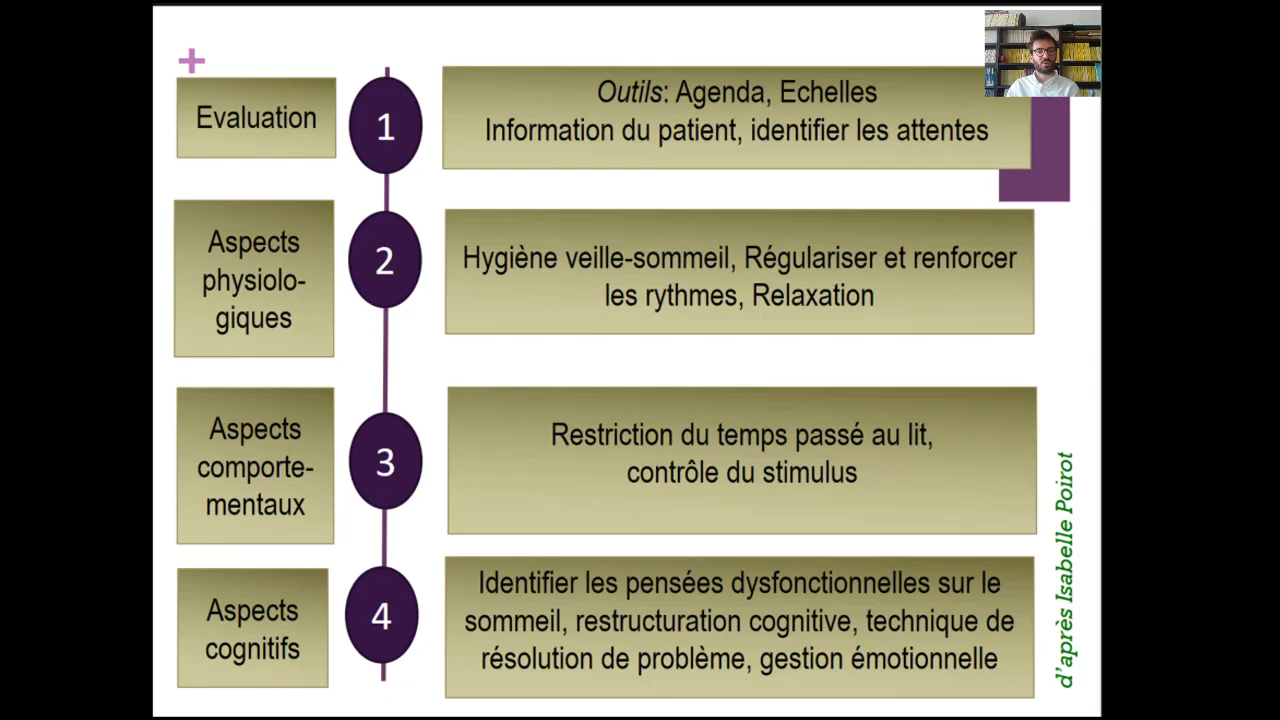 +
Evaluation
1
Outils: Agenda, Echelles
Information du patient, identifier les attentes
Aspects
physiolo-
giques
2
Hygiène veille-sommeil, Régulariser et renforcer
les rythmes, Relaxation
Aspects
comporte-
mentaux
3
Restriction du temps passé au lit,
contrôle du stimulus
Aspects
cognitifs
4
Identifier les pensées dysfonctionnelles sur le
sommeil, restructuration cognitive, technique de
résolution de problème, gestion émotionnelle
d'après Isabelle Poirot